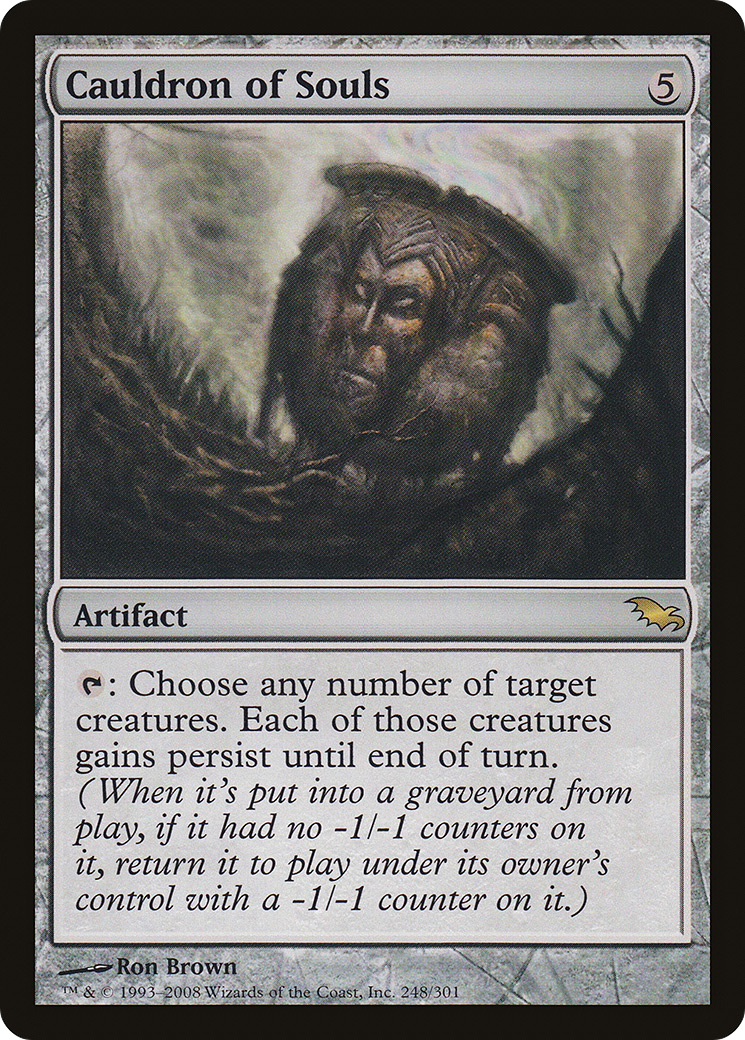 Cauldron of Souls
5
Artifact
: Choose any number of target
creatures. Each of those creatures
gains persist until end of turn.
(When it's put into a graveyard from
play, if it had no -1/-1 counters on
it, return it to play under its owner's
control with a -1/-1 counter on it.)
Ron Brown
™ & © 1993–2008 Wizards of the Coast, Inc. 248/301